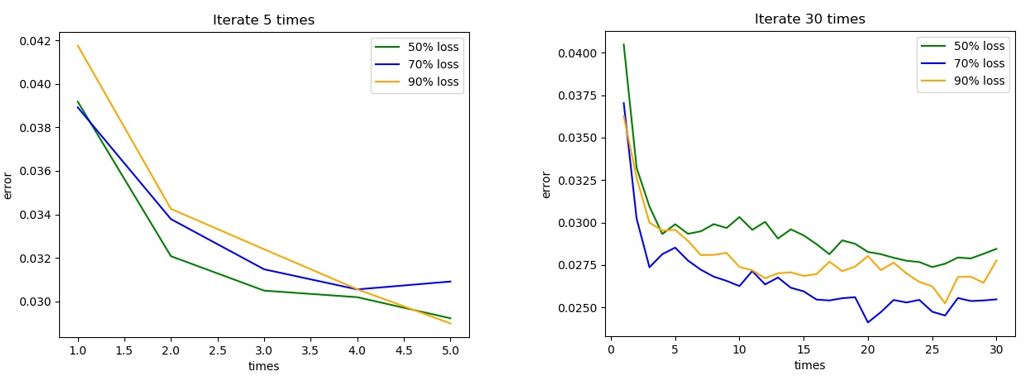 Iterate 5 times
0.042
0.040
0.038
0.036
0.034
0.032
0.030
error
50% loss
70% loss
90% loss
1.0 1.5 2.0 2.5 3.0 3.5 4.0 4.5 5.0
times
Iterate 30 times
0.0400
0.0375
0.0350
0.0325
0.0300
0.0275
0.0250
error
50% loss
70% loss
90% loss
0 5 10 15 20 25 30
times